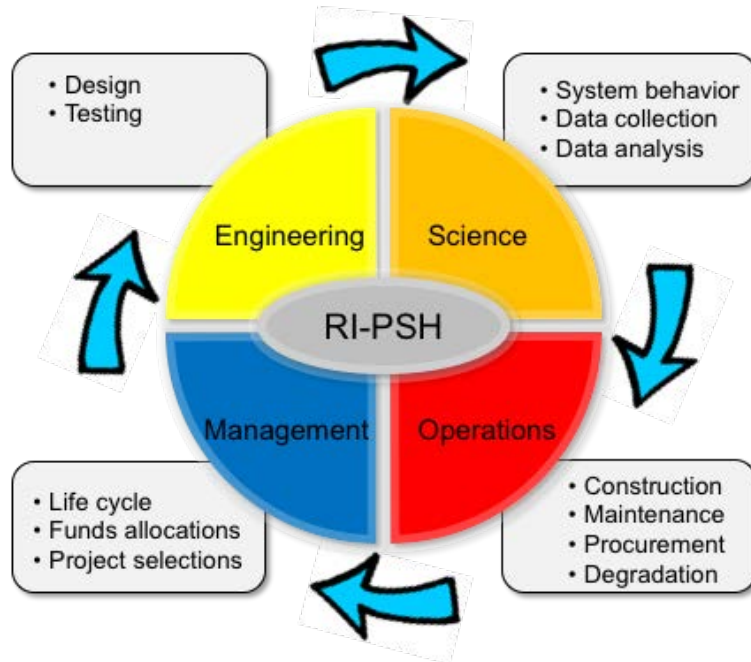 • Design
• Testing
• System behavior
• Data collection
• Data analysis
Engineering
Science
RI-PSH
Management
Operations
• Life cycle
• Funds allocations
• Project selections
• Construction
• Maintenance
• Procurement
• Degradation